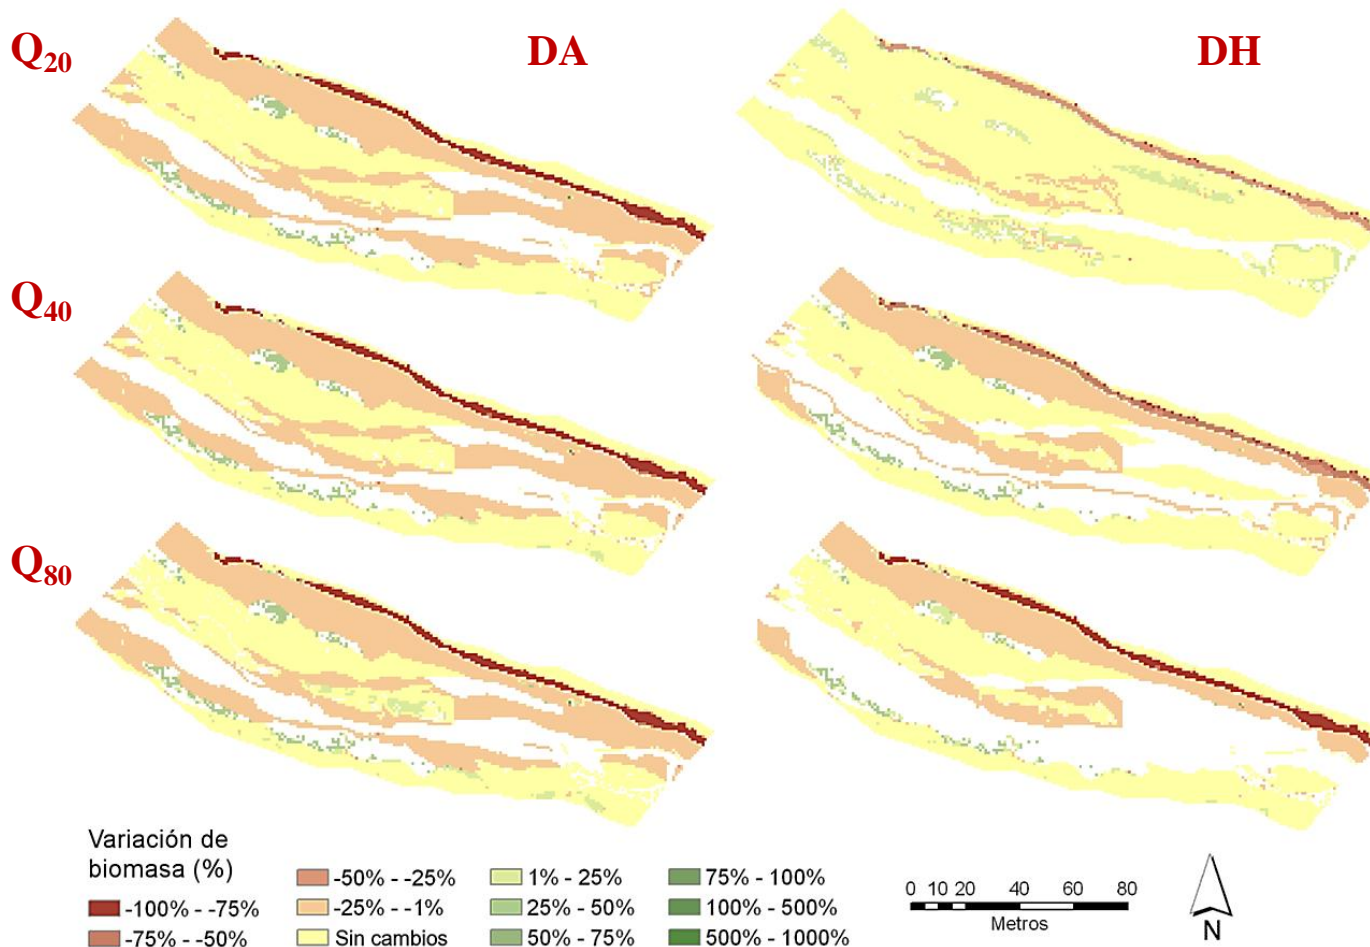 Q20 DA DH
Q40
Q80
Variación de
biomasa (%)
-100% - -75%
-75% - -50%
-50% - -25%
-25% - -1%
Sin cambios
1% - 25%
25% - 50%
50% - 75%
75% - 100%
100% - 500%
500% - 1000%
0 10 20 40 60 80
Metros
N